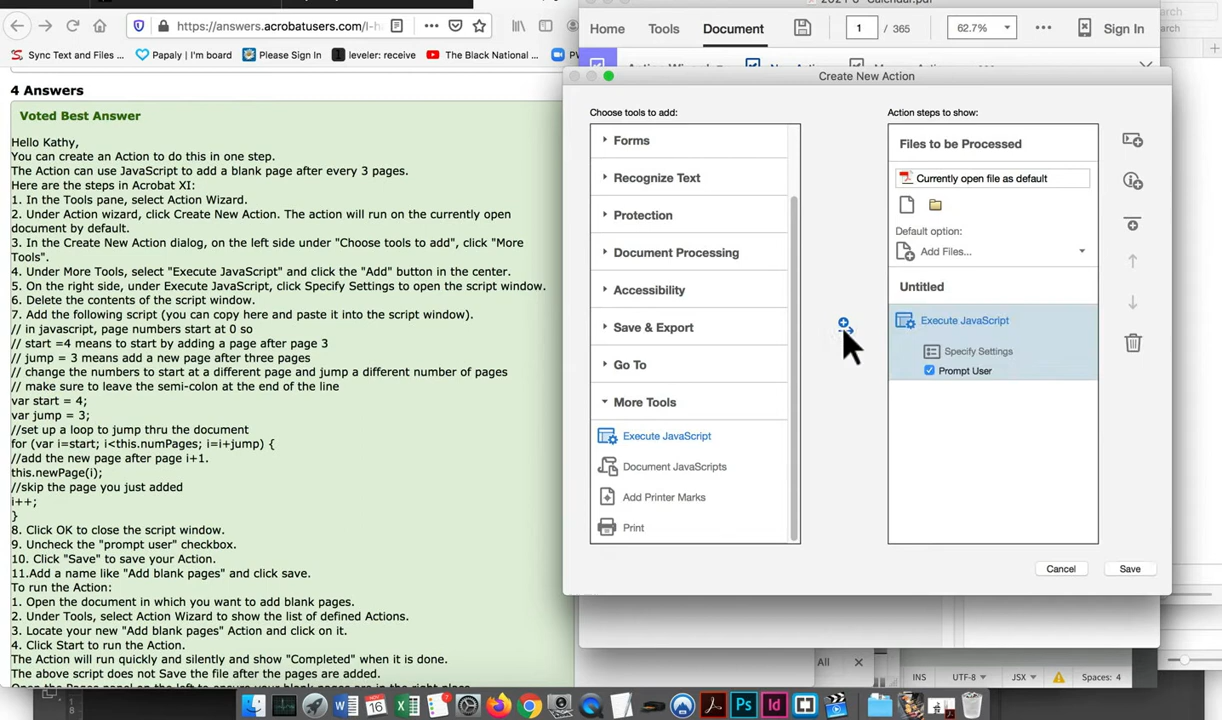 https://answers.acrobatusers.com/I-h
Sync Text and Files ...
Papaly | I'm board
Please Sign In
leveler: receive
The Black National ...
4 Answers
Voted Best Answer
Hello Kathy,
You can create an Action to do this in one step.
The Action can use JavaScript to add a blank page after every 3 pages.
Here are the steps in Acrobat XI:
1. In the Tools pane, select Action Wizard.
2. Under Action wizard, click Create New Action. The action will run on the currently open
document by default.
3. In the Create New Action dialog, on the left side under "Choose tools to add", click "More
Tools".
4. Under More Tools, select "Execute JavaScript" and click the "Add" button in the center.
5. On the right side, under Execute JavaScript, click Specify Settings to open the script window.
6. Delete the contents of the script window.
7. Add the following script (you can copy here and paste it into the script window).
// in javascript, page numbers start at 0 so
// start =4 means to start by adding a page after page 3
// jump = 3 means add a new page after three pages
// change the numbers to start at a different page and jump a different number of pages
// make sure to leave the semi-colon at the end of the line
var start = 4;
var jump = 3;
//set up a loop to jump thru the document
for (var i=start; i<this.numPages; i=i+jump) {
//add the new page after page i+1.
this.newPage(i);
//skip the page you just added
i++;
}
8. Click OK to close the script window.
9. Uncheck the "prompt user" checkbox.
10. Click "Save" to save your Action.
11.Add a name like "Add blank pages" and click save.
To run the Action:
1. Open the document in which you want to add blank pages.
2. Under Tools, select Action Wizard to show the list of defined Actions.
3. Locate your new "Add blank pages" Action and click on it.
4. Click Start to run the Action.
The Action will run quickly and silently and show "Completed" when it is done.
The above script does not Save the file after the pages are added.
Home
Tools
Document
1
/ 365
62.7%
Sign In
Create New Action
Choose tools to add:
Forms
Recognize Text
Protection
Document Processing
Accessibility
Save & Export
Go To
More Tools
Execute JavaScript
Document JavaScripts
Add Printer Marks
Print
Action steps to show:
Files to be Processed
Currently open file as default
Default option:
Add Files...
Untitled
Execute JavaScript
Specify Settings
Prompt User
Cancel
Save
All
INS
UTF-8
JSX
Spaces: 4
NOV
16
Ps
Id